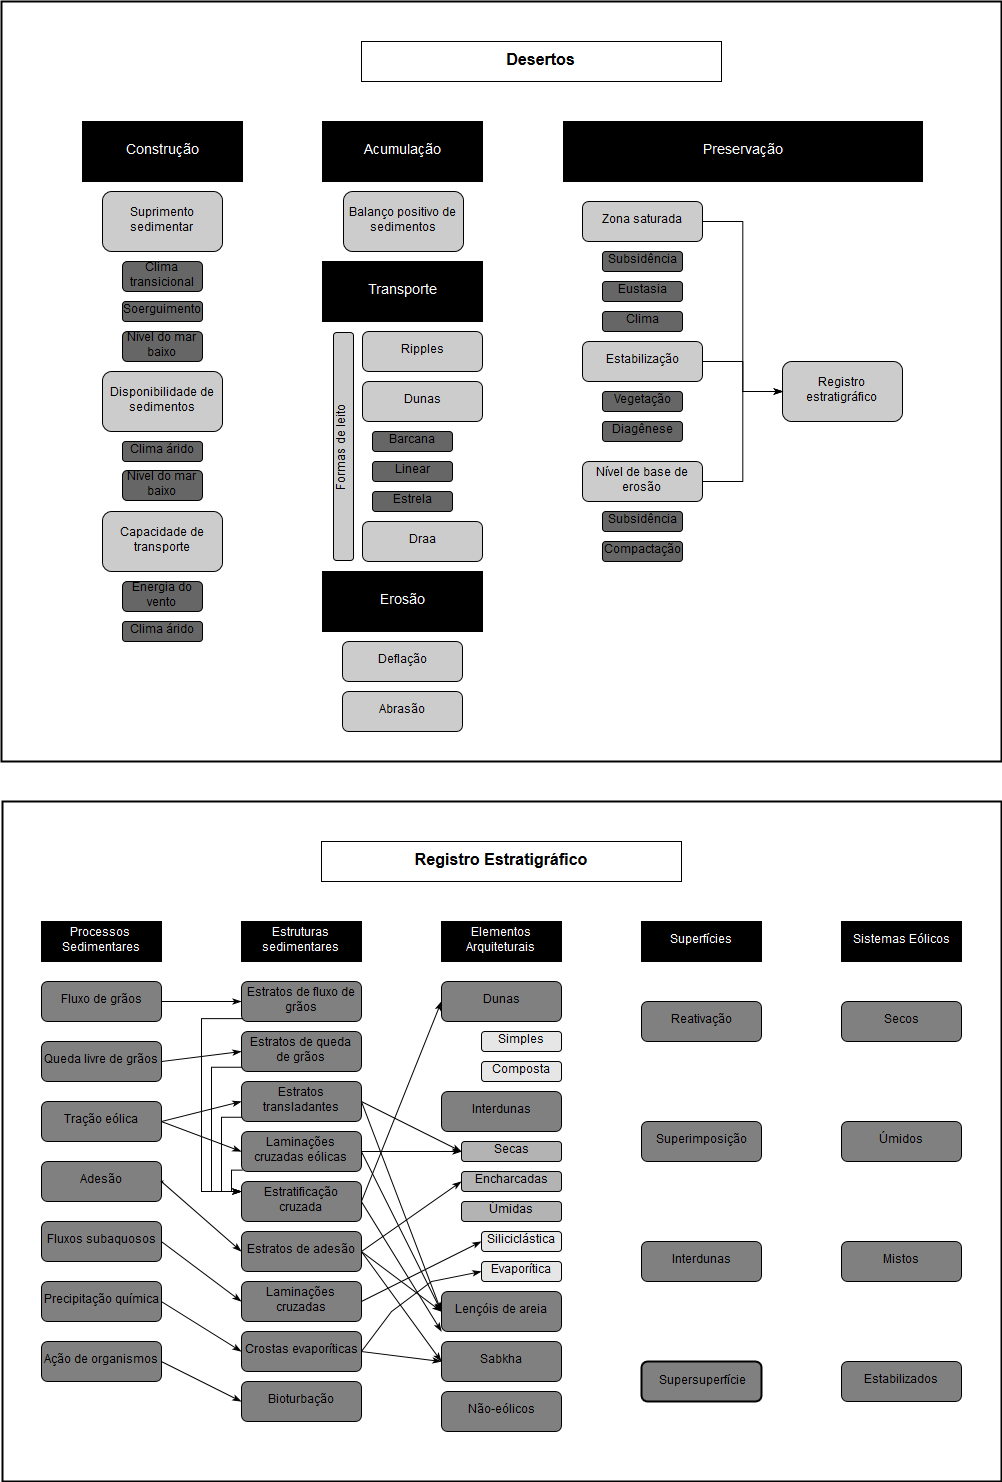 Desertos
Construção
Suprimento
sedimentar
Clima
transicional
Soerguimento
Nível do mar
baixo
Disponibilidade de
sedimentos
Clima árido
Nível do mar
baixo
Capacidade de
transporte
Energia do
vento
Clima árido
Acumulação
Balanço positivo de
sedimentos
Transporte
Formas de leito
Ripples
Dunas
Barcana
Linear
Estrela
Draa
Erosão
Deflação
Abrasão
Preservação
Zona saturada
Subsidência
Eustasia
Clima
Estabilização
Vegetação
Diagênese
Nível de base de
erosão
Subsidência
Compactação
Registro
estratigráfico
Registro Estratigráfico
Processos
Sedimentares
Fluxo de grãos
Queda livre de grãos
Tração eólica
Adesão
Fluxos subaquosos
Precipitação química
Ação de organismos
Estruturas
sedimentares
Estratos de fluxo de
grãos
Estratos de queda
de grãos
Estratos
transladantes
Laminações
cruzadas eólicas
Estratificação
cruzada
Estratos de adesão
Laminações
cruzadas
Crostas evaporíticas
Bioturbação
Elementos
Arquiteturais
Dunas
Simples
Composta
Interdunas
Secas
Encharcadas
Úmidas
Siliciclástica
Evaporítica
Lençóis de areia
Sabkha
Não-eólicos
Superfícies
Reativação
Superimposição
Interdunas
Supersuperfície
Sistemas Eólicos
Secos
Úmidos
Mistos
Estabilizados